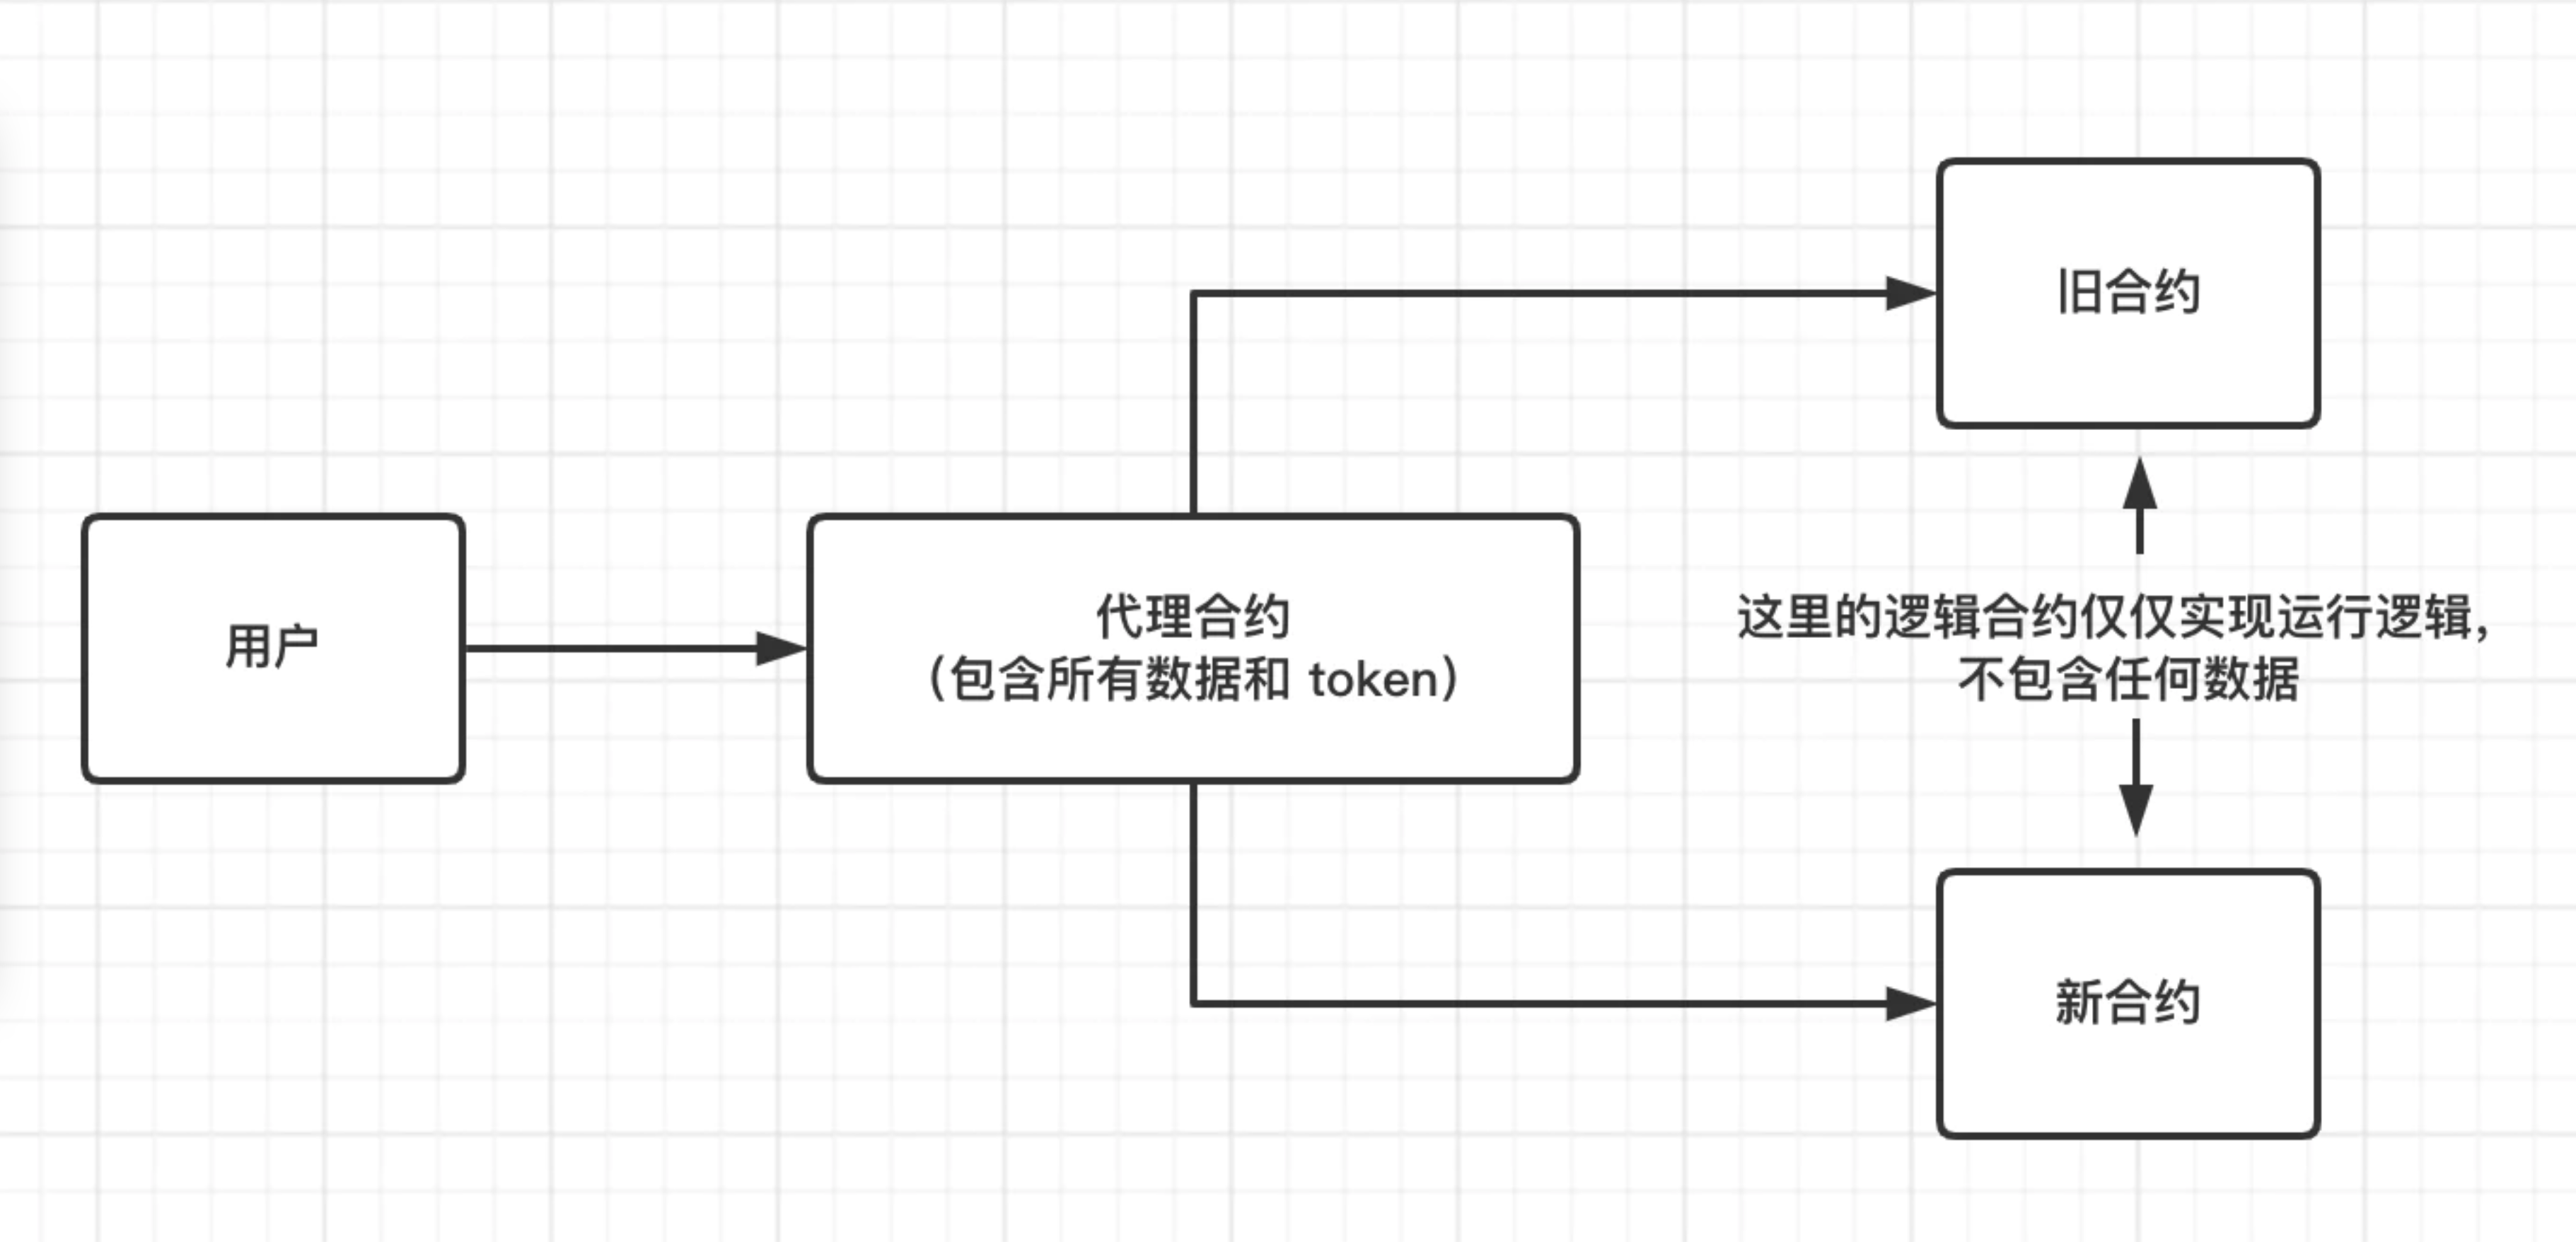 旧合约
用户
代理合约
（包含所有数据和 token）
这里的逻辑合约仅仅实现运行逻辑，
不包含任何数据
新合约